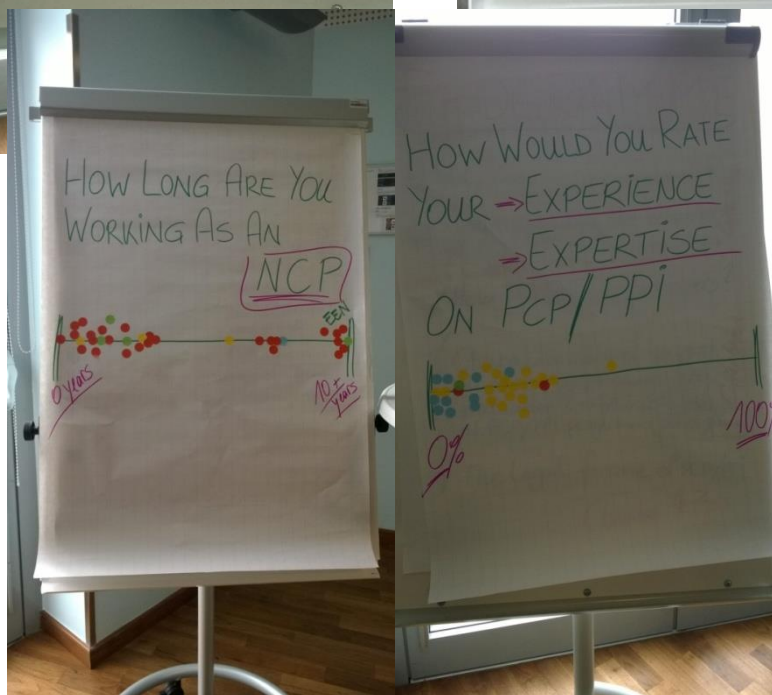 HOW LONG ARE YOU
WORKING AS AN
NCP
EEN
0 years
10+
years
HOW WOULD YOU RATE
YOUR → EXPERiENCE
→ EXPERTiSE
ON PCP/PPi
0%
100%